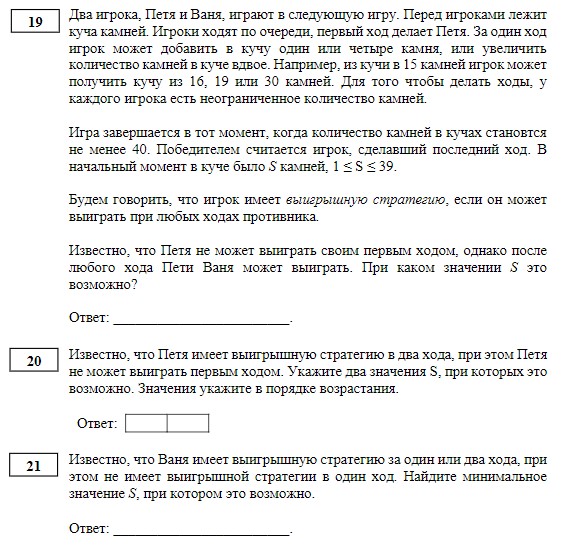 19
Два игрока, Петя и Ваня, играют в следующую игру. Перед игроками лежит
куча камней. Игроки ходят по очереди, первый ход делает Петя. За один ход
игрок может добавить в кучу один или четыре камня, или увеличить
количество камней в куче вдвое. Например, из кучи в 15 камней игрок может
получить кучу из 16, 19 или 30 камней. Для того чтобы делать ходы, у
каждого игрока есть неограниченное количество камней.
Игра завершается в тот момент, когда количество камней в кучах становтся
не менее 40. Победителем считается игрок, сделавший последний ход. В
начальный момент в куче было S камней, 1 ≤ S ≤ 39.
Будем говорить, что игрок имеет выигрышную стратегию, если он может
выиграть при любых ходах противника.
Известно, что Петя не может выиграть своим первым ходом, однако после
любого хода Пети Ваня может выиграть. При каком значении S это
возможно?
Ответ: ________________________.
20
Известно, что Петя имеет выигрышную стратегию в два хода, при этом Петя
не может выиграть первым ходом. Укажите два значения S, при которых это
возможно. Значения укажите в порядке возрастания.
Ответ:
21
Известно, что Ваня имеет выигрышную стратегию за один или два хода, при
этом не имеет выигрышной стратегии в один ход. Найдите минимальное
значение S, при котором это возможно.
Ответ: ________________________.